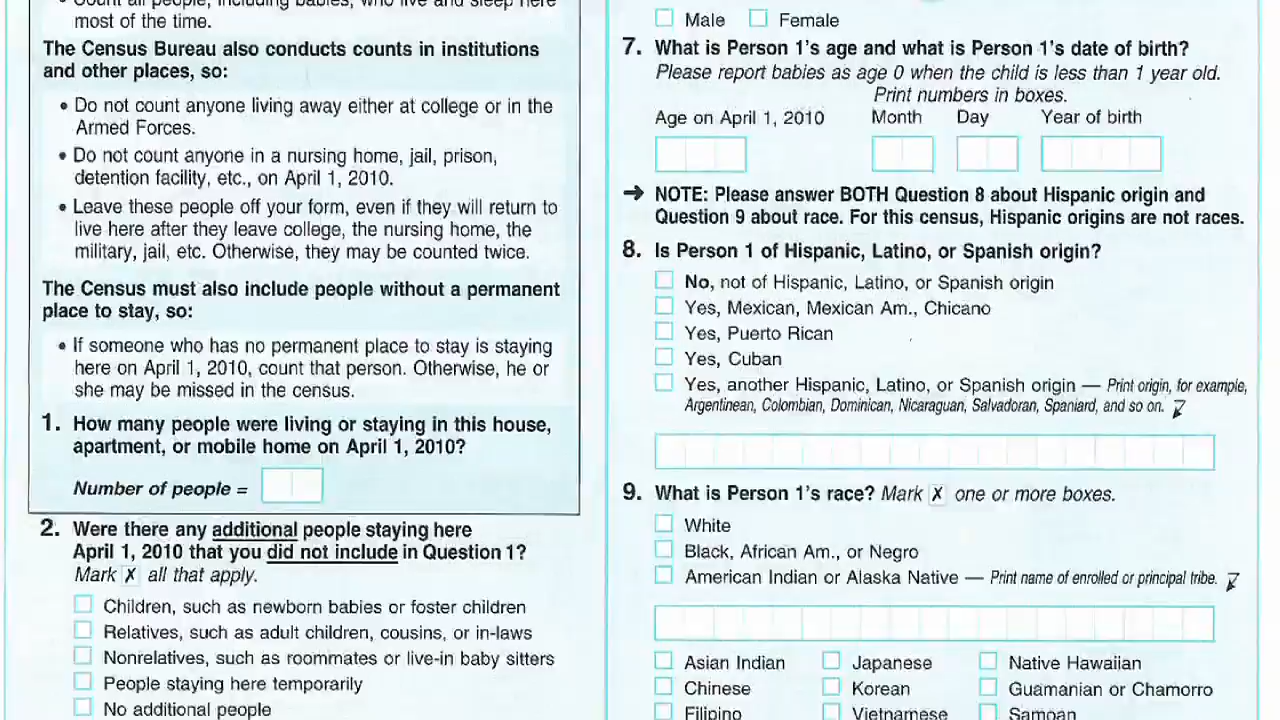 Count all people, including babies, who live and sleep here
most of the time.
The Census Bureau also conducts counts in institutions
and other places, so:
• Do not count anyone living away either at college or in the
Armed Forces.
• Do not count anyone in a nursing home, jail, prison,
detention facility, etc., on April 1, 2010.
• Leave these people off your form, even if they will return to
live here after they leave college, the nursing home, the
military, jail, etc. Otherwise, they may be counted twice.
The Census must also include people without a permanent
place to stay, so:
• If someone who has no permanent place to stay is staying
here on April 1, 2010, count that person. Otherwise, he or
she may be missed in the census.
1. How many people were living or staying in this house,
apartment, or mobile home on April 1, 2010?
Number of people =
2. Were there any additional people staying here
April 1, 2010 that you did not include in Question 1?
Mark X all that apply.
Children, such as newborn babies or foster children
Relatives, such as adult children, cousins, or in-laws
Nonrelatives, such as roommates or live-in baby sitters
People staying here temporarily
No additional people
Male Female
7. What is Person 1's age and what is Person 1's date of birth?
Please report babies as age 0 when the child is less than 1 year old.
Print numbers in boxes.
Age on April 1, 2010 Month Day Year of birth
➔ NOTE: Please answer BOTH Question 8 about Hispanic origin and
Question 9 about race. For this census, Hispanic origins are not races.
8. Is Person 1 of Hispanic, Latino, or Spanish origin?
No, not of Hispanic, Latino, or Spanish origin
Yes, Mexican, Mexican Am., Chicano
Yes, Puerto Rican
Yes, Cuban
Yes, another Hispanic, Latino, or Spanish origin — Print origin, for example,
Argentinean, Colombian, Dominican, Nicaraguan, Salvadoran, Spaniard, and so on.
9. What is Person 1's race? Mark X one or more boxes.
White
Black, African Am., or Negro
American Indian or Alaska Native — Print name of enrolled or principal tribe.
Asian Indian Japanese Native Hawaiian
Chinese Korean Guamanian or Chamorro
Filipino Vietnamese Samoan